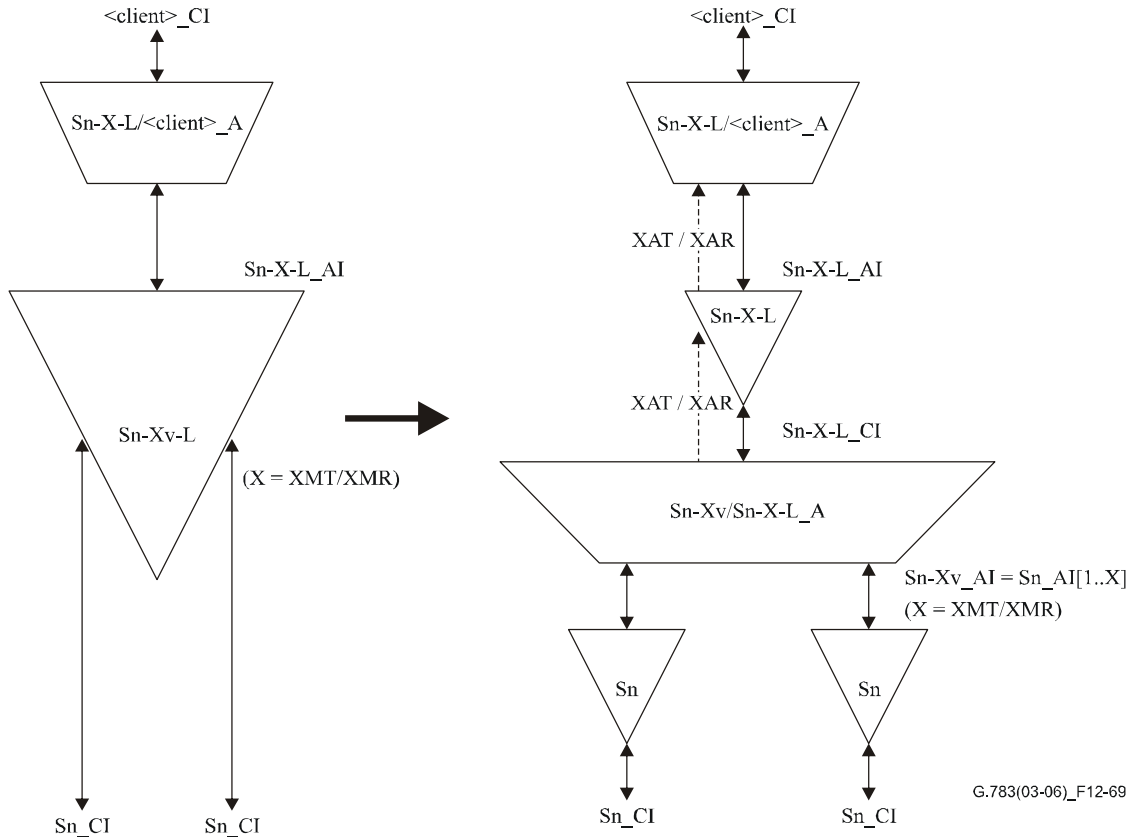 <client>_CI
Sn-X-L/<client>_A
Sn-X-L_AI
Sn-Xv-L
(X = XMT/XMR)
Sn_CI
Sn_CI
<client>_CI
Sn-X-L/<client>_A
XAT / XAR
Sn-X-L_AI
Sn-X-L
XAT / XAR
Sn-X-L_CI
Sn-Xv/Sn-X-L_A
Sn-Xv_AI = Sn_AI[1..X]
(X = XMT/XMR)
Sn
Sn
Sn_CI
Sn_CI
G.783(03-06)_F12-69